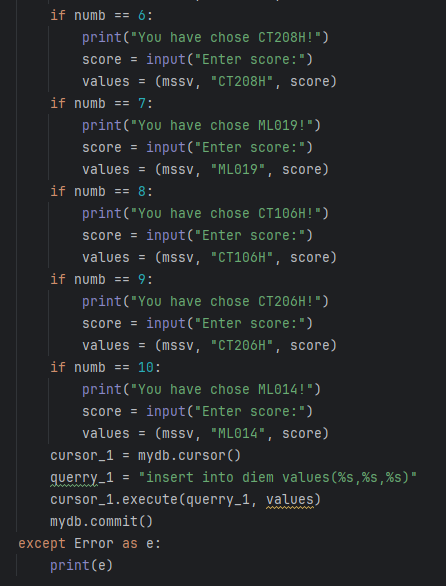 if numb == 6:
print("You have chose CT208H!")
score = input("Enter score:")
values = (mssv, "CT208H", score)
if numb == 7:
print("You have chose ML019!")
score = input("Enter score:")
values = (mssv, "ML019", score)
if numb == 8:
print("You have chose CT106H!")
score = input("Enter score:")
values = (mssv, "CT106H", score)
if numb == 9:
print("You have chose CT206H!")
score = input("Enter score:")
values = (mssv, "CT206H", score)
if numb == 10:
print("You have chose ML014!")
score = input("Enter score:")
values = (mssv, "ML014", score)
cursor_1 = mydb.cursor()
querry_1 = "insert into diem values(%s,%s,%s)"
cursor_1.execute(querry_1, values)
mydb.commit()
except Error as e:
print(e)